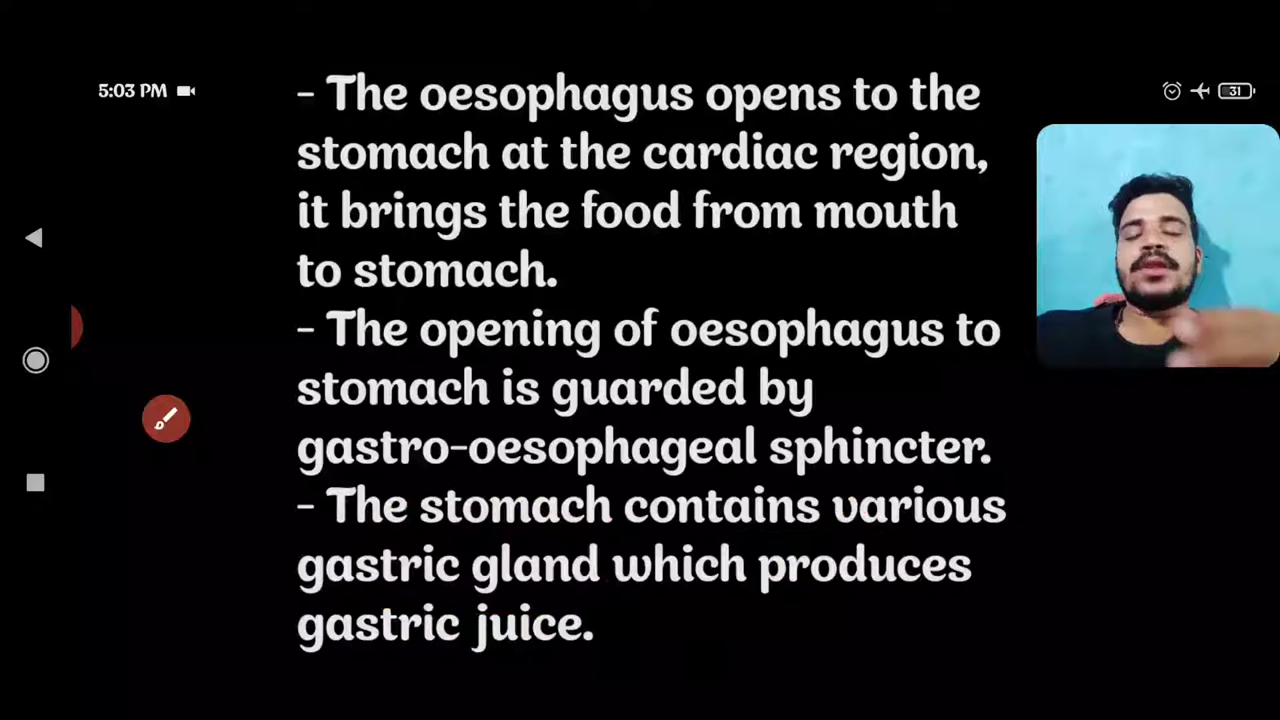 5:03 PM
31
- The oesophagus opens to the
stomach at the cardiac region,
it brings the food from mouth
to stomach.
- The opening of oesophagus to
stomach is guarded by
gastro-oesophageal sphincter.
- The stomach contains various
gastric gland which produces
gastric juice.